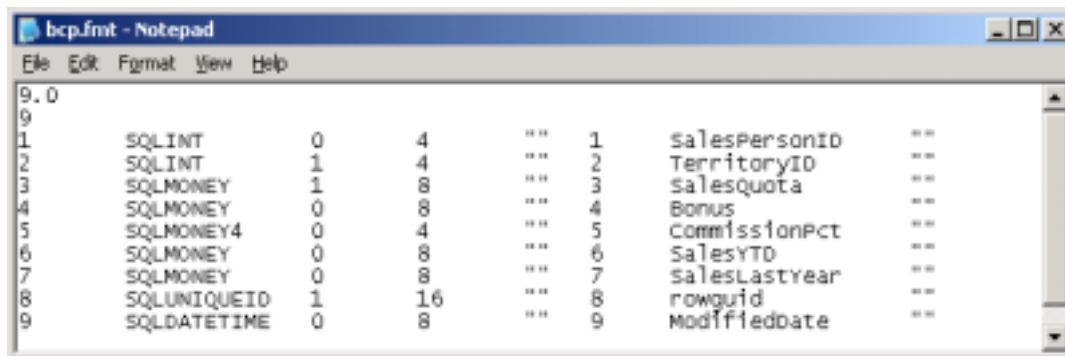 bcp.fmt - Notepad
File Edit Format View Help
9.0
9
1 SQLINT 0 4 "" 1 SalesPersonID ""
2 SQLINT 1 4 "" 2 TerritoryID ""
3 SQLMONEY 1 8 "" 3 SalesQuota ""
4 SQLMONEY 0 8 "" 4 Bonus ""
5 SQLMONEY4 0 4 "" 5 CommissionPct ""
6 SQLMONEY 0 8 "" 6 SalesYTD ""
7 SQLMONEY 0 8 "" 7 SalesLastYear ""
8 SQLUNIQUEID 1 16 "" 8 rowguid ""
9 SQLDATETIME 0 8 "" 9 ModifiedDate ""